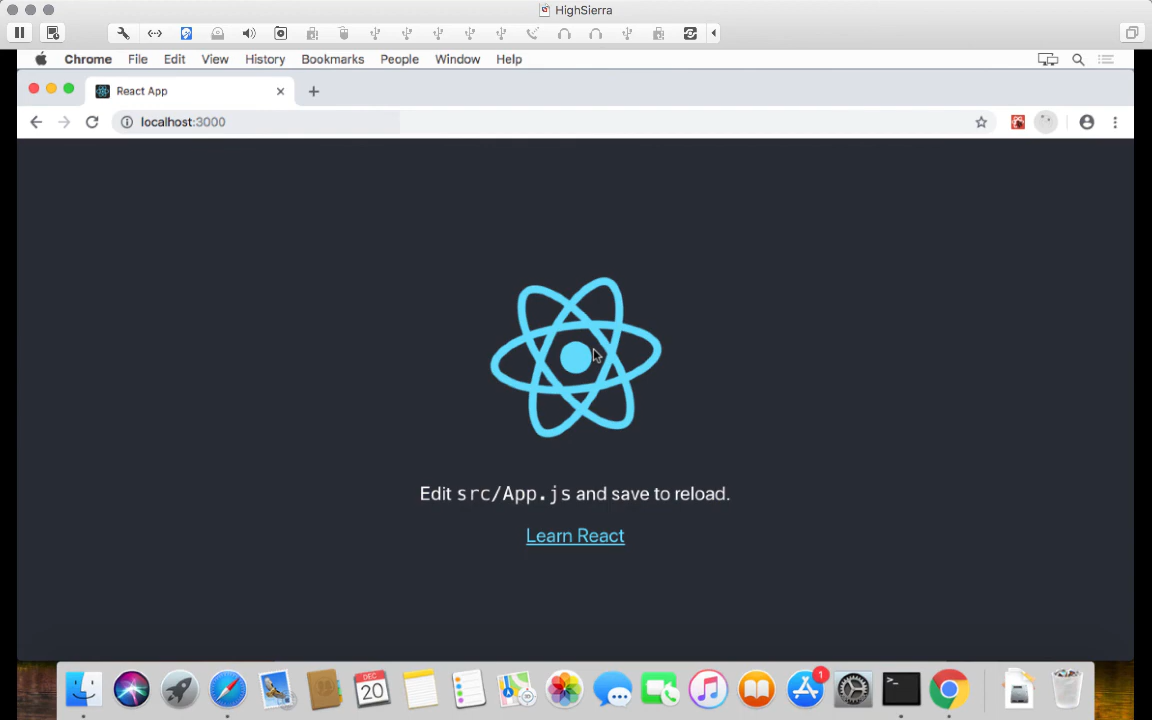 HighSierra
Chrome File Edit View History Bookmarks People Window Help
React App
localhost:3000
Edit src/App.js and save to reload.
Learn React
DEC
20
1
>_